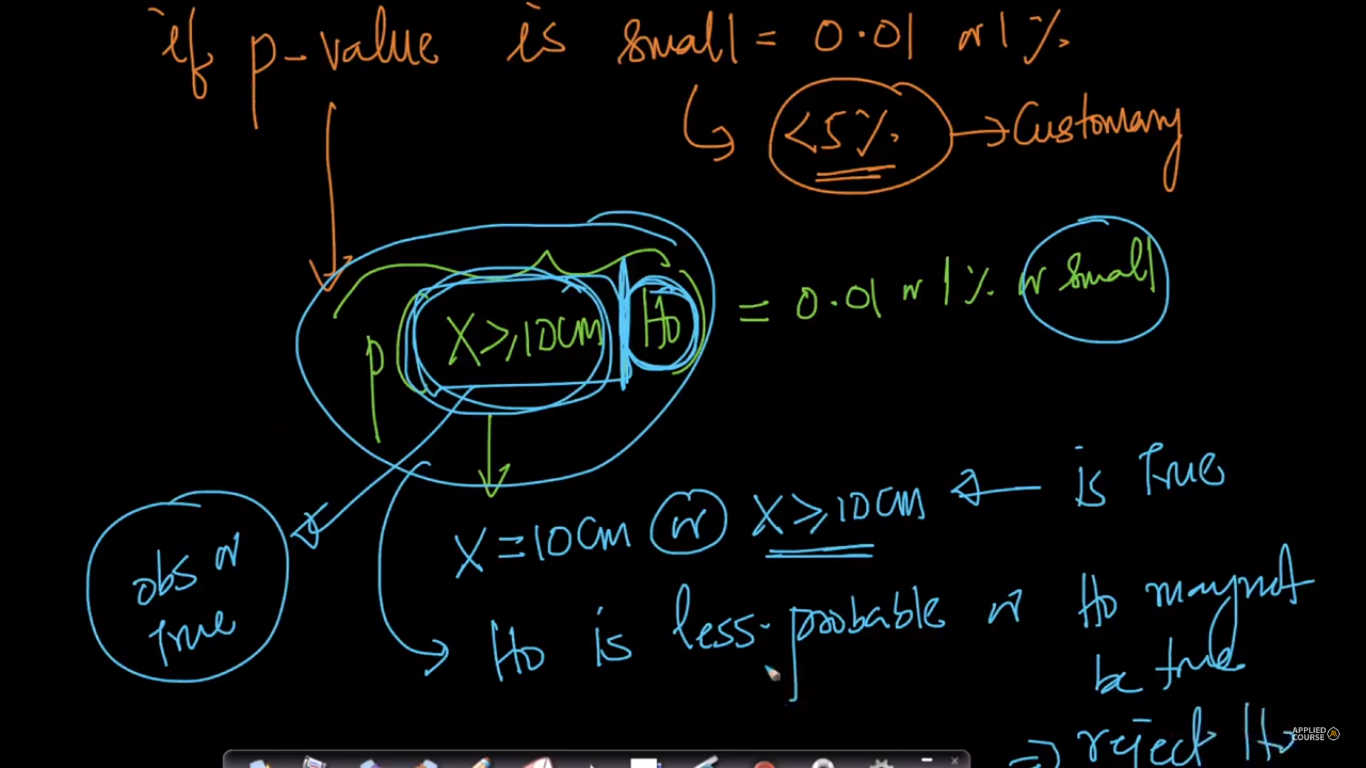 if p-value is small = 0.01 or 1%
<5% → Customary
P(X≥10cm | H0) = 0.01 or 1% or small
X=10cm or X≥10cm ← is True
obs or
True
H0 is less probable or H0 maynot
be true
⇒ reject H0
APPLIED
COURSE